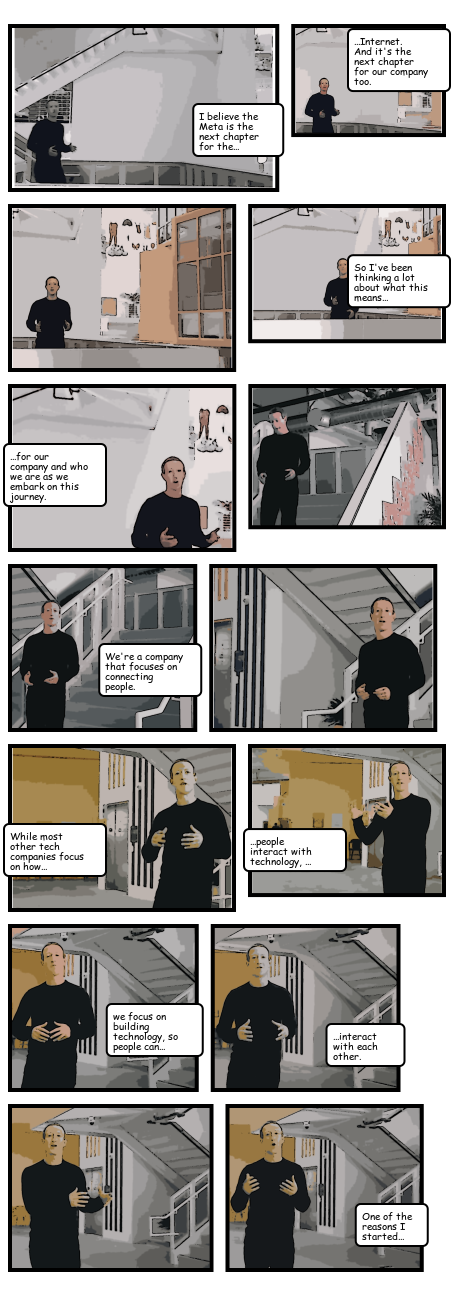 I believe the
Meta is the
next chapter
for the...
...Internet.
And it's the
next chapter
for our company
too.
So I've been
thinking a lot
about what this
means...
...for our
company and who
we are as we
embark on this
journey.
We're a company
that focuses on
connecting
people.
While most
other tech
companies focus
on how...
...people
interact with
technology, ...
we focus on
building
technology, so
people can...
...interact
with each
other.
One of the
reasons I
started...